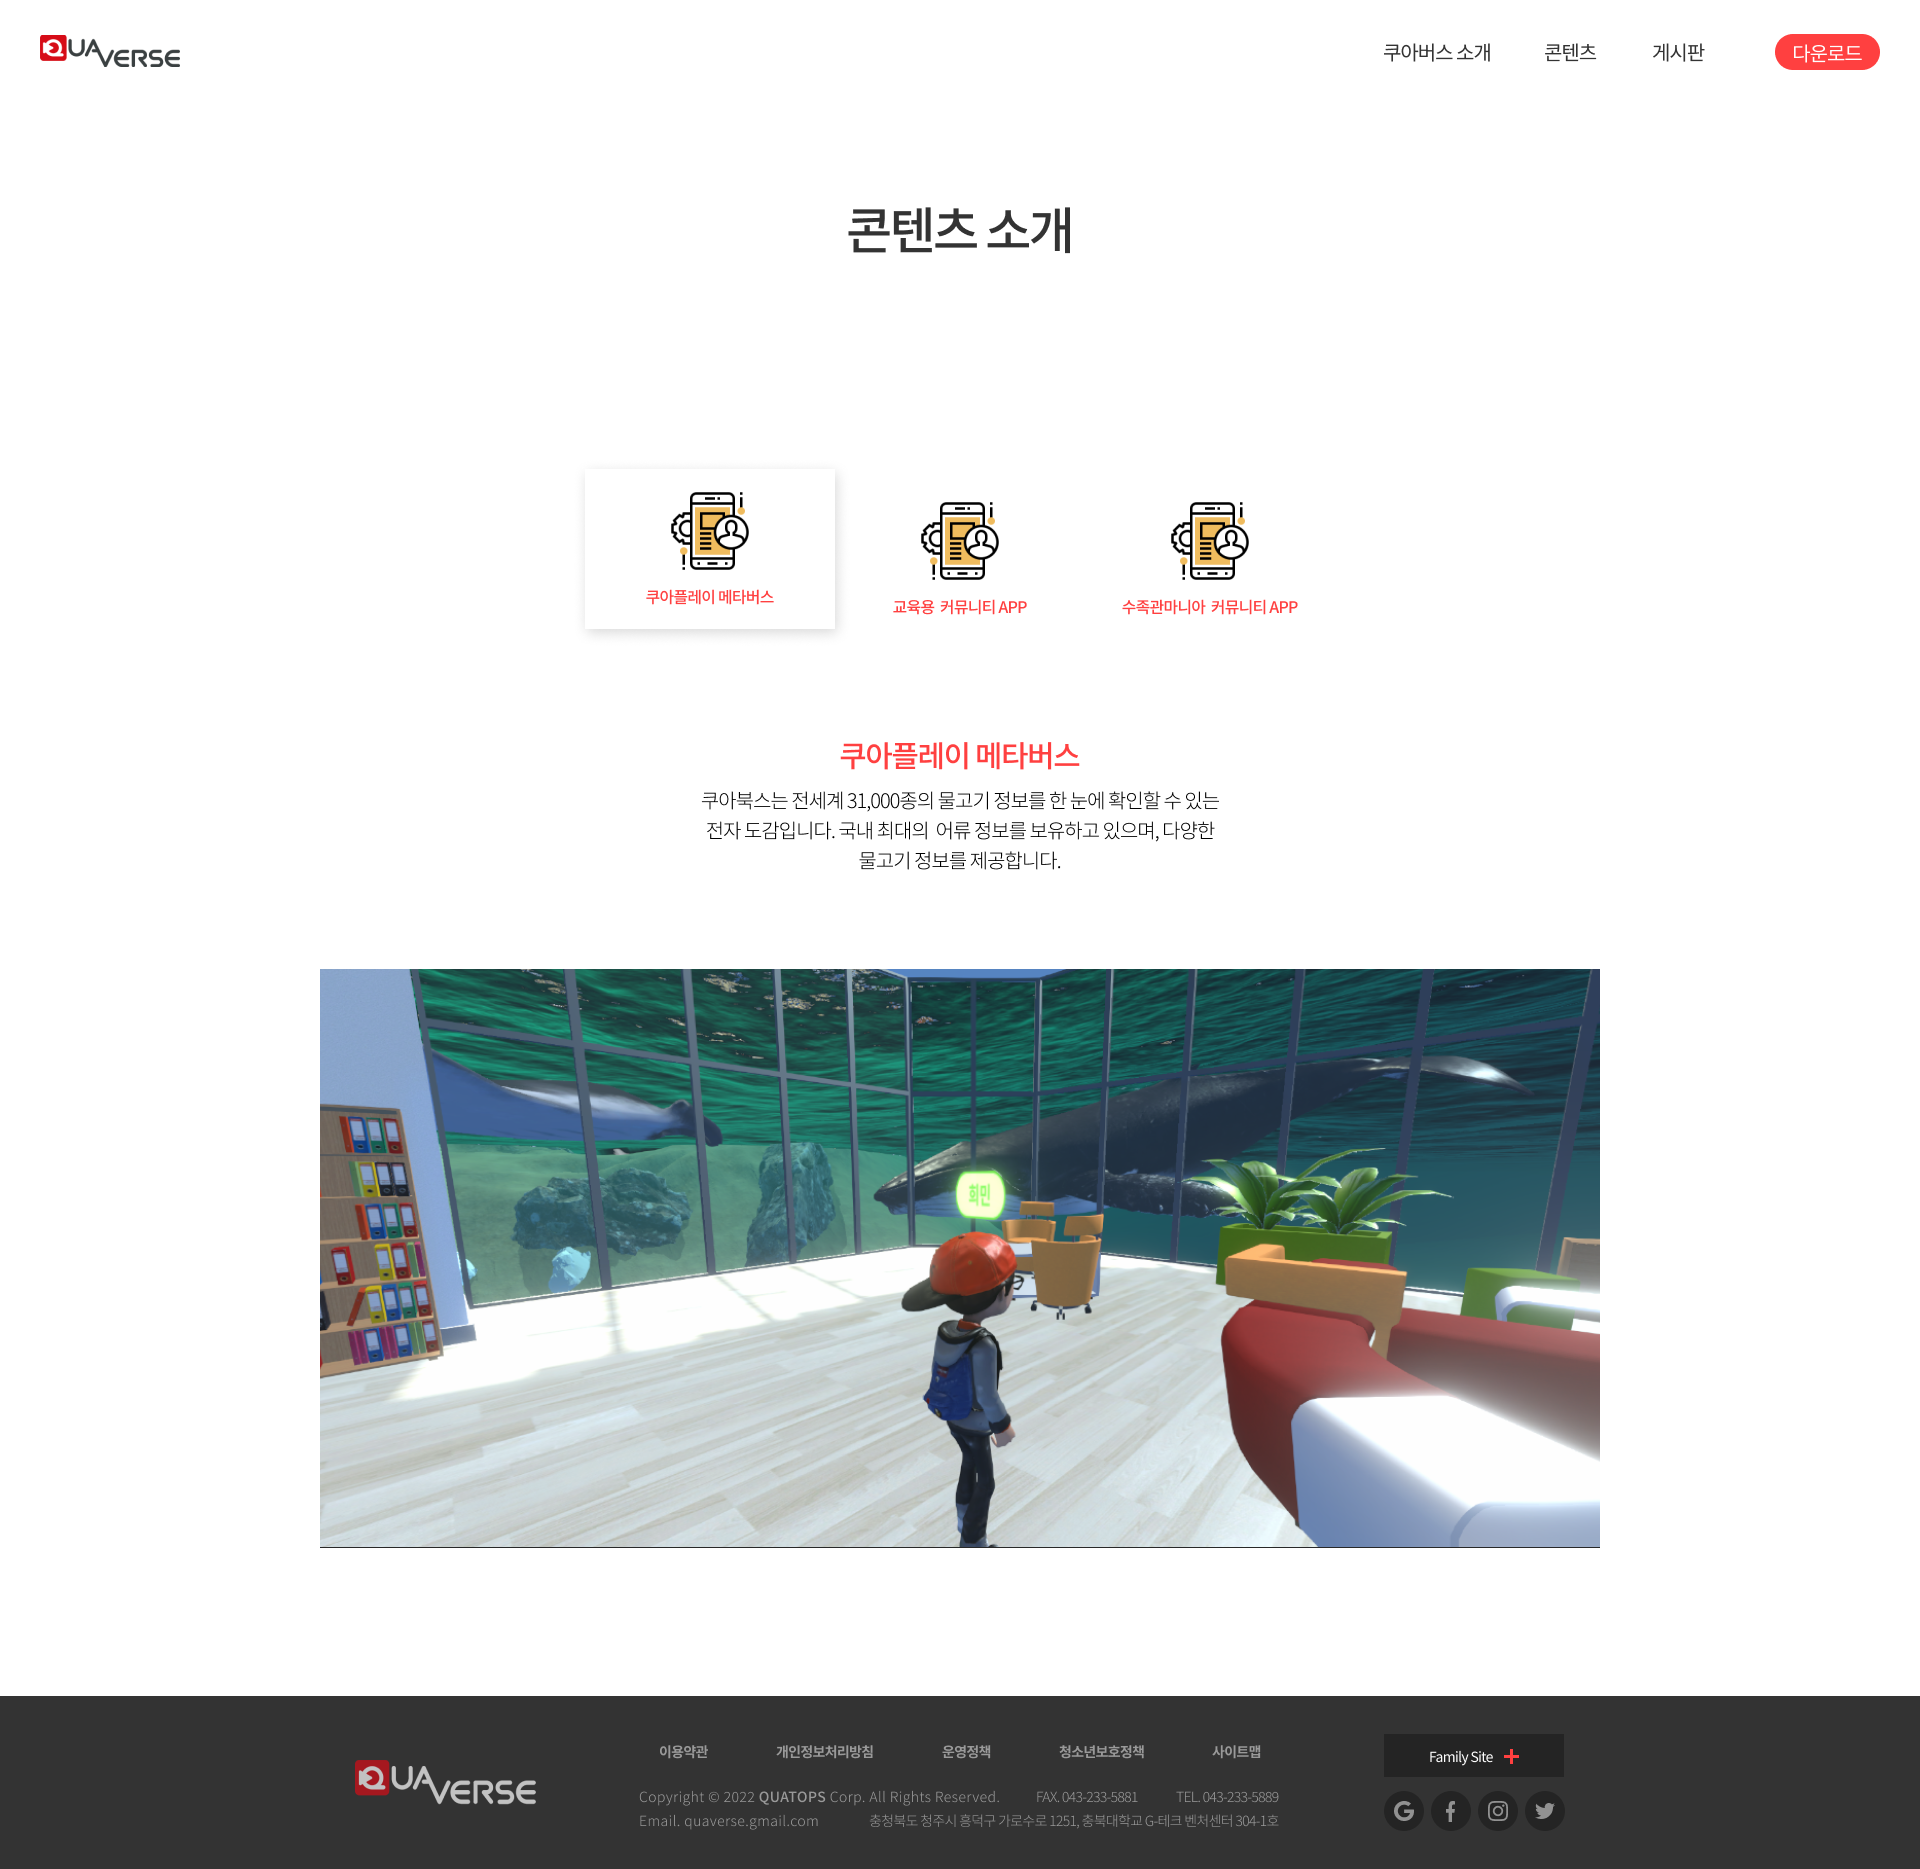 QUAVERSE
쿠아버스 소개 콘텐츠 게시판 다운로드
콘텐츠 소개
쿠아플레이 메타버스
교육용 커뮤니티 APP
수족관마니아 커뮤니티 APP
쿠아플레이 메타버스
쿠아북스는 전세계 31,000종의 물고기 정보를 한 눈에 확인할 수 있는
전자 도감입니다. 국내 최대의 어류 정보를 보유하고 있으며, 다양한
물고기 정보를 제공합니다.
희민
QUAVERSE
이용약관 개인정보처리방침 운영정책 청소년보호정책 사이트맵
Copyright © 2022 QUATOPS Corp. All Rights Reserved. FAX. 043-233-5881 TEL. 043-233-5889
Email. quaverse.gmail.com 충청북도 청주시 흥덕구 가로수로 1251, 충북대학교 G-테크 벤처센터 304-1호
Family Site